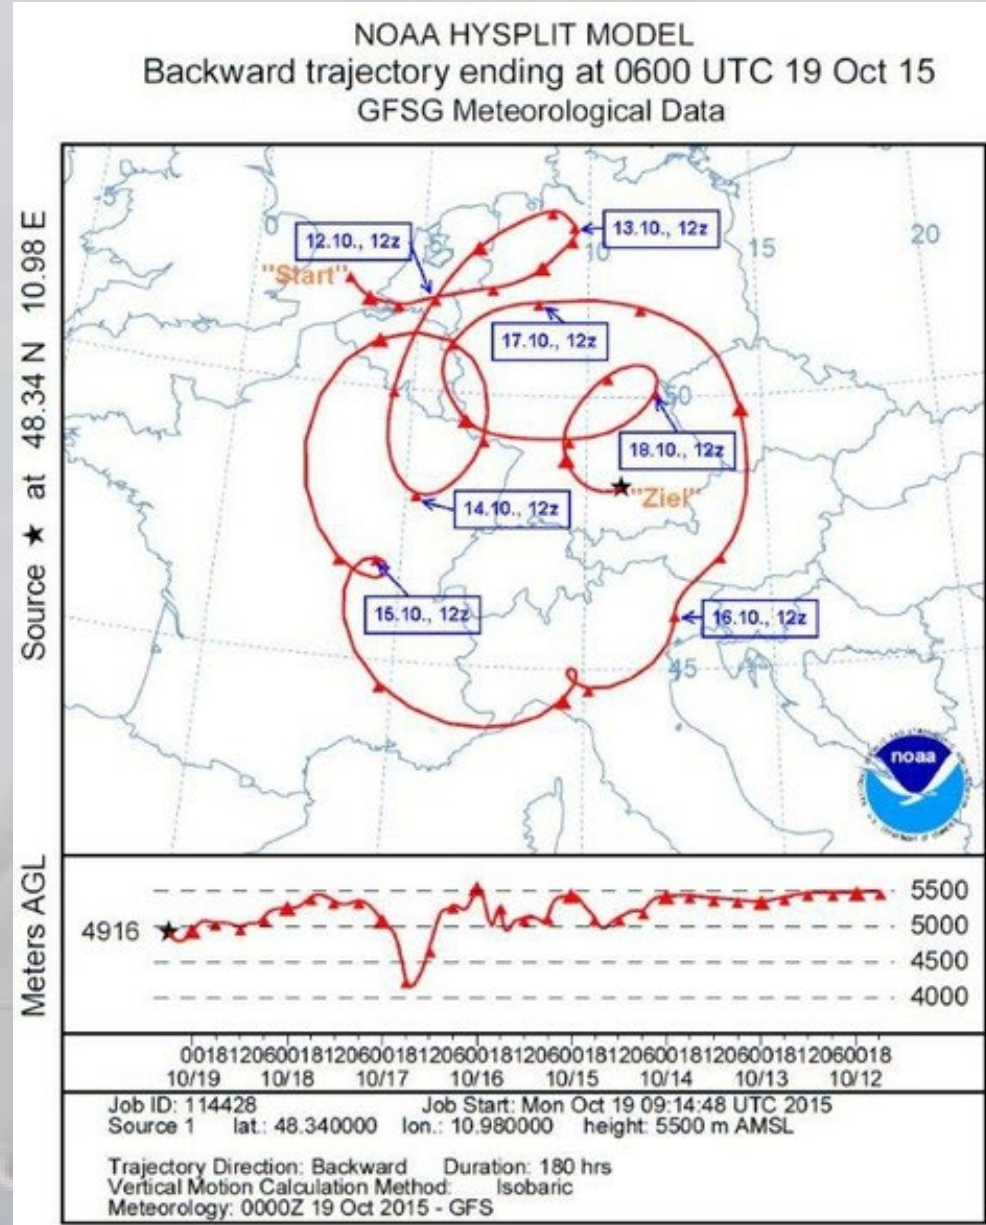 NOAA HYSPLIT MODEL
Backward trajectory ending at 0600 UTC 19 Oct 15
GFSG Meteorological Data
Source ★ at 48.34 N 10.98 E
-5
0
10
15
20
50
45
12.10., 12z
13.10., 12z
"Start"
17.10., 12z
18.10., 12z
14.10., 12z
"Ziel"
15.10., 12z
16.10., 12z
noaa
Meters AGL
4916
5500
5000
4500
4000
001812060018120600181206001812060018120600181206001812060018
10/19 10/18 10/17 10/16 10/15 10/14 10/13 10/12
Job ID: 114428 Job Start: Mon Oct 19 09:14:48 UTC 2015
Source 1 lat.: 48.340000 lon.: 10.980000 height: 5500 m AMSL
Trajectory Direction: Backward Duration: 180 hrs
Vertical Motion Calculation Method: Isobaric
Meteorology: 0000Z 19 Oct 2015 - GFS